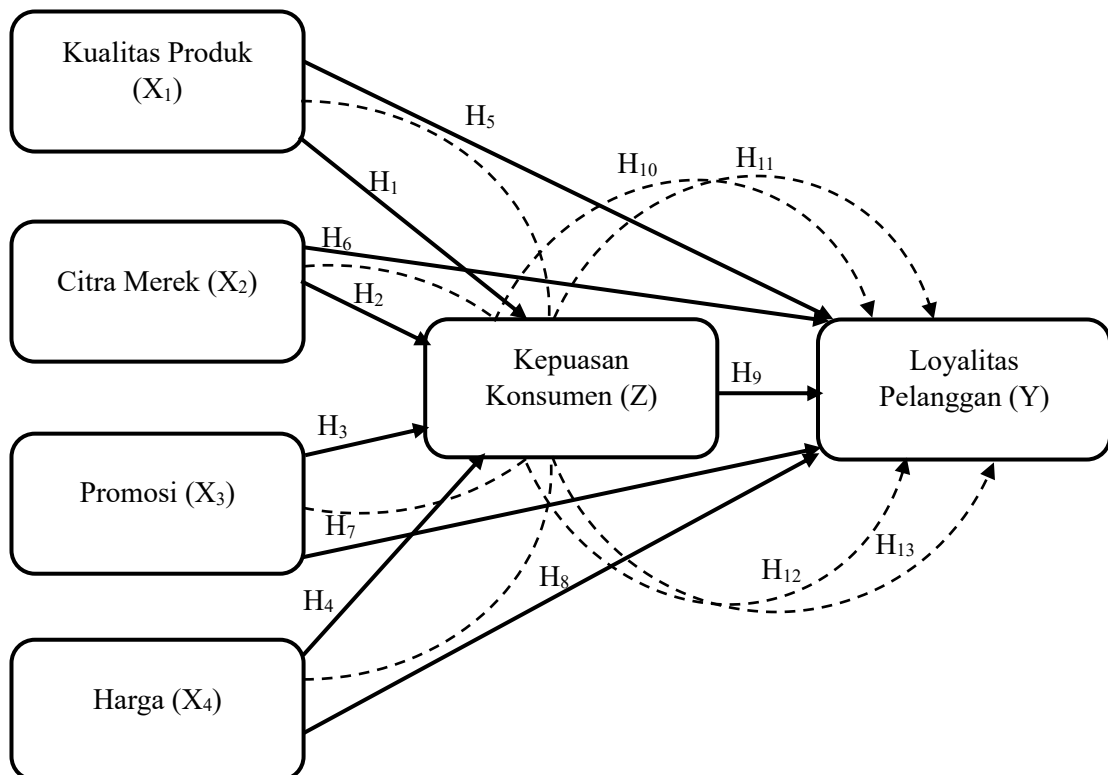 Kualitas Produk
(X₁)
H₅
H₁
H₁₀
H₁₁
Citra Merek (X₂)
H₆
H₂
Kepuasan
Konsumen (Z)
H₉
Loyalitas
Pelanggan (Y)
Promosi (X₃)
H₃
H₇
H₄
H₈
H₁₂
H₁₃
Harga (X₄)